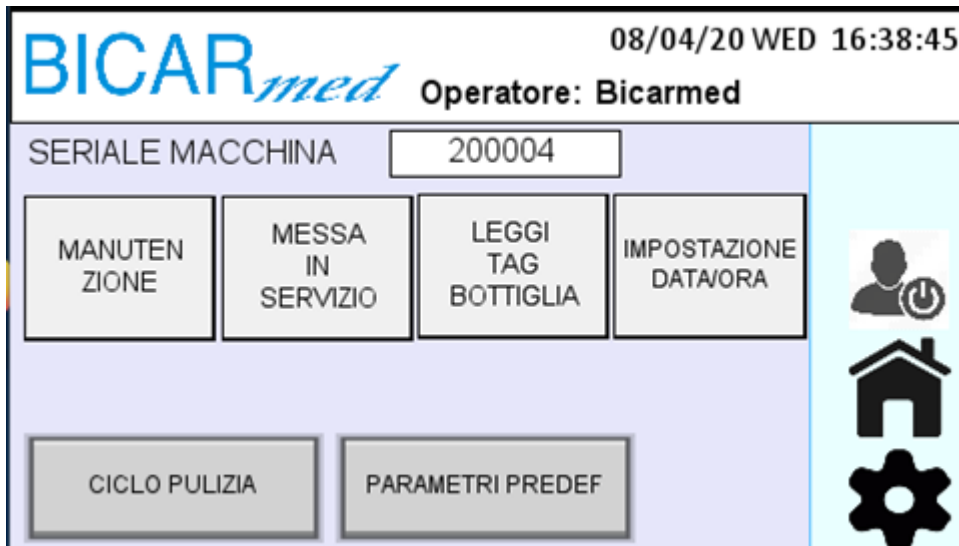 BICARmed
08/04/20 WED 16:38:45
Operatore: Bicarmed
SERIALE MACCHINA 200004
MANUTEN
ZIONE
MESSA
IN
SERVIZIO
LEGGI
TAG
BOTTIGLIA
IMPOSTAZIONE
DATA/ORA
CICLO PULIZIA
PARAMETRI PREDEF